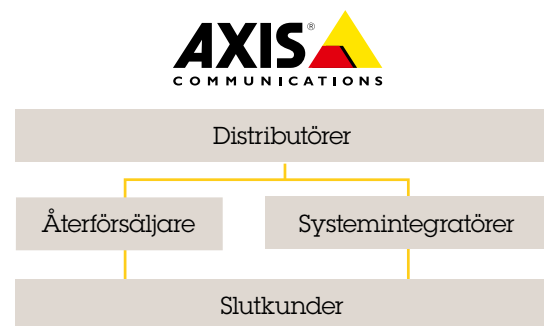 AXIS®
COMMUNICATIONS
Distributörer
Återförsäljare
Systemintegratörer
Slutkunder